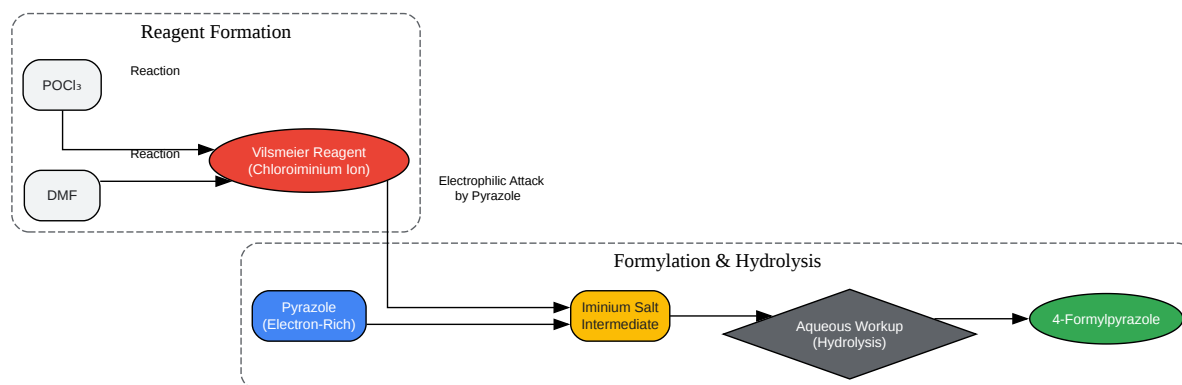 Reagent Formation
POCl₃
Reaction
Reaction
Vilsmeier Reagent
(Chloroiminium Ion)
DMF
Electrophilic Attack
by Pyrazole
Formylation & Hydrolysis
Pyrazole
(Electron-Rich)
Iminium Salt
Intermediate
Aqueous Workup
(Hydrolysis)
4-Formylpyrazole